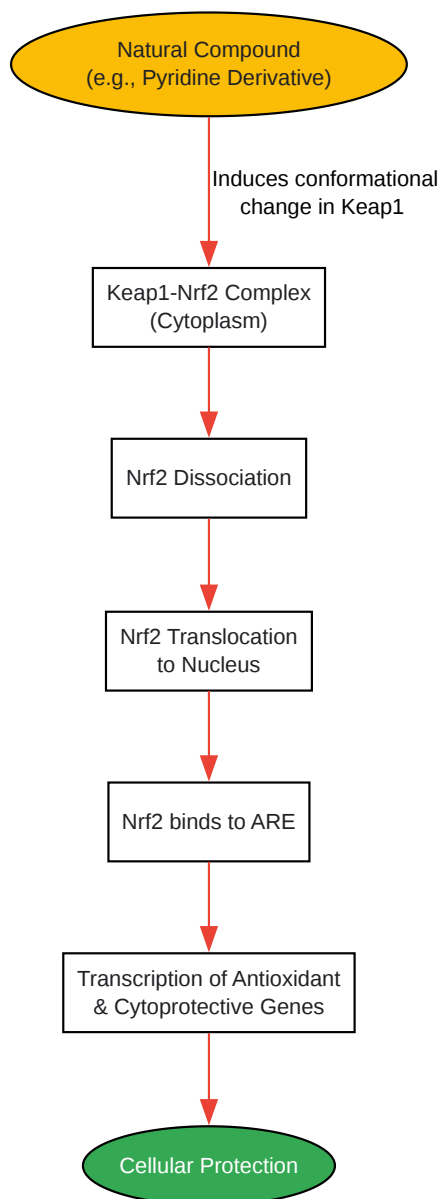 Natural Compound
(e.g., Pyridine Derivative)
Induces conformational
change in Keap1
Keap1-Nrf2 Complex
(Cytoplasm)
Nrf2 Dissociation
Nrf2 Translocation
to Nucleus
Nrf2 binds to ARE
Transcription of Antioxidant
& Cytoprotective Genes
Cellular Protection